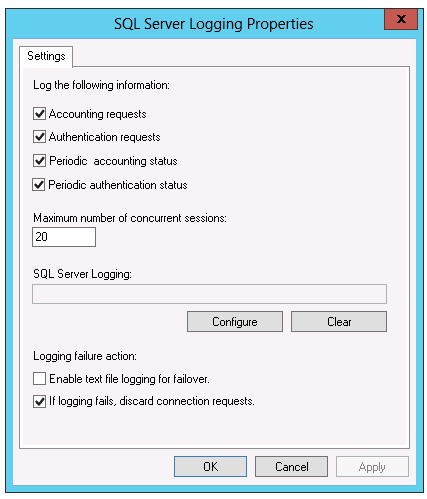 SQL Server Logging Properties
x
Settings
Log the following information:
Accounting requests
Authentication requests
Periodic accounting status
Periodic authentication status
Maximum number of concurrent sessions:
20
SQL Server Logging:
Configure Clear
Logging failure action:
Enable text file logging for failover.
If logging fails, discard connection requests.
OK Cancel Apply